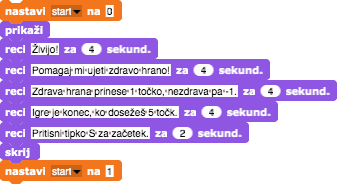 nastavi start na 0
prikaži
reci Živijo! za 4 sekund.
reci Pomagaj mi ujeti zdravo hrano! za 4 sekund.
reci Zdrava hrana prinese 1 točko, nezdrava pa -1. za 4 sekund.
reci Igre je konec, ko dosežeš 5 točk. za 4 sekund.
reci Pritisni tipko S za začetek. za 2 sekund.
skrij
nastavi start na 1